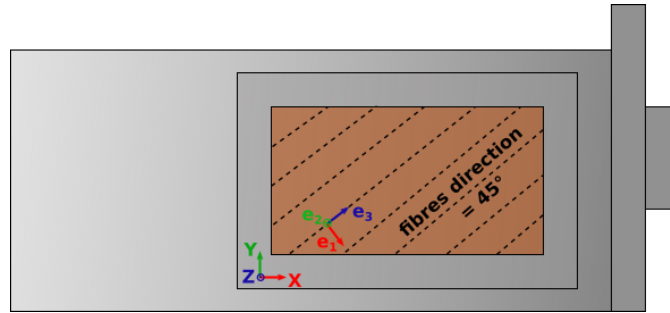 fibres direction
= 45°
e₂
e₃
e₁
Y
Z
X